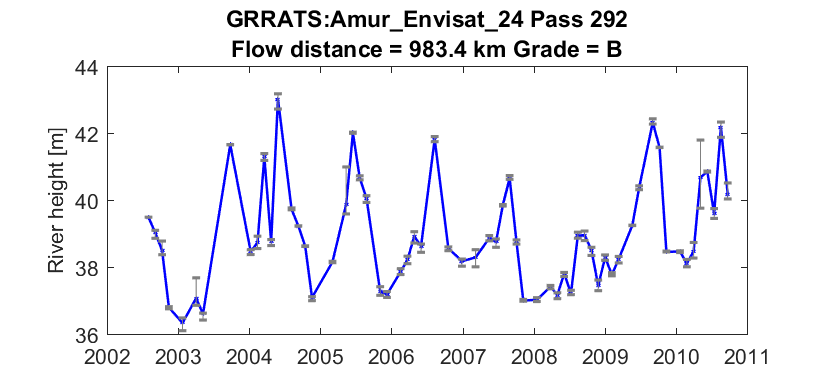 GRRATS:Amur_Envisat_24 Pass 292
Flow distance = 983.4 km Grade = B
River height [m]
44
42
40
38
36
2002 2003 2004 2005 2006 2007 2008 2009 2010 2011